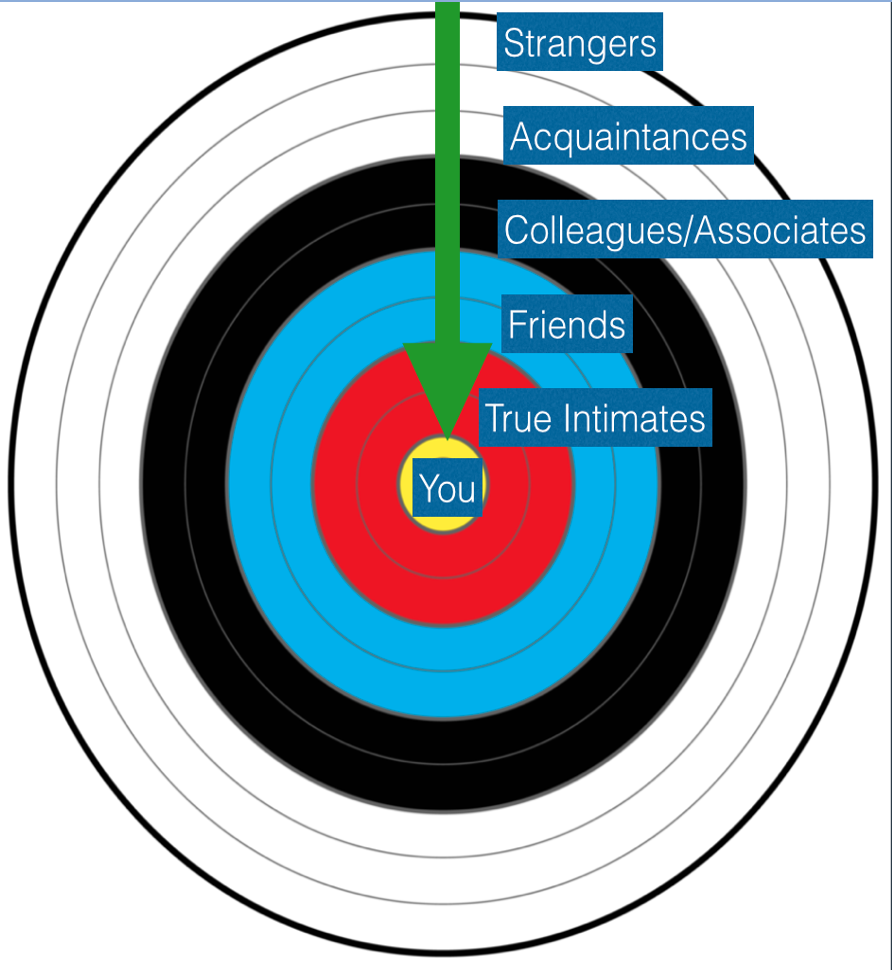 Strangers
Acquaintances
Colleagues/Associates
Friends
True Intimates
You